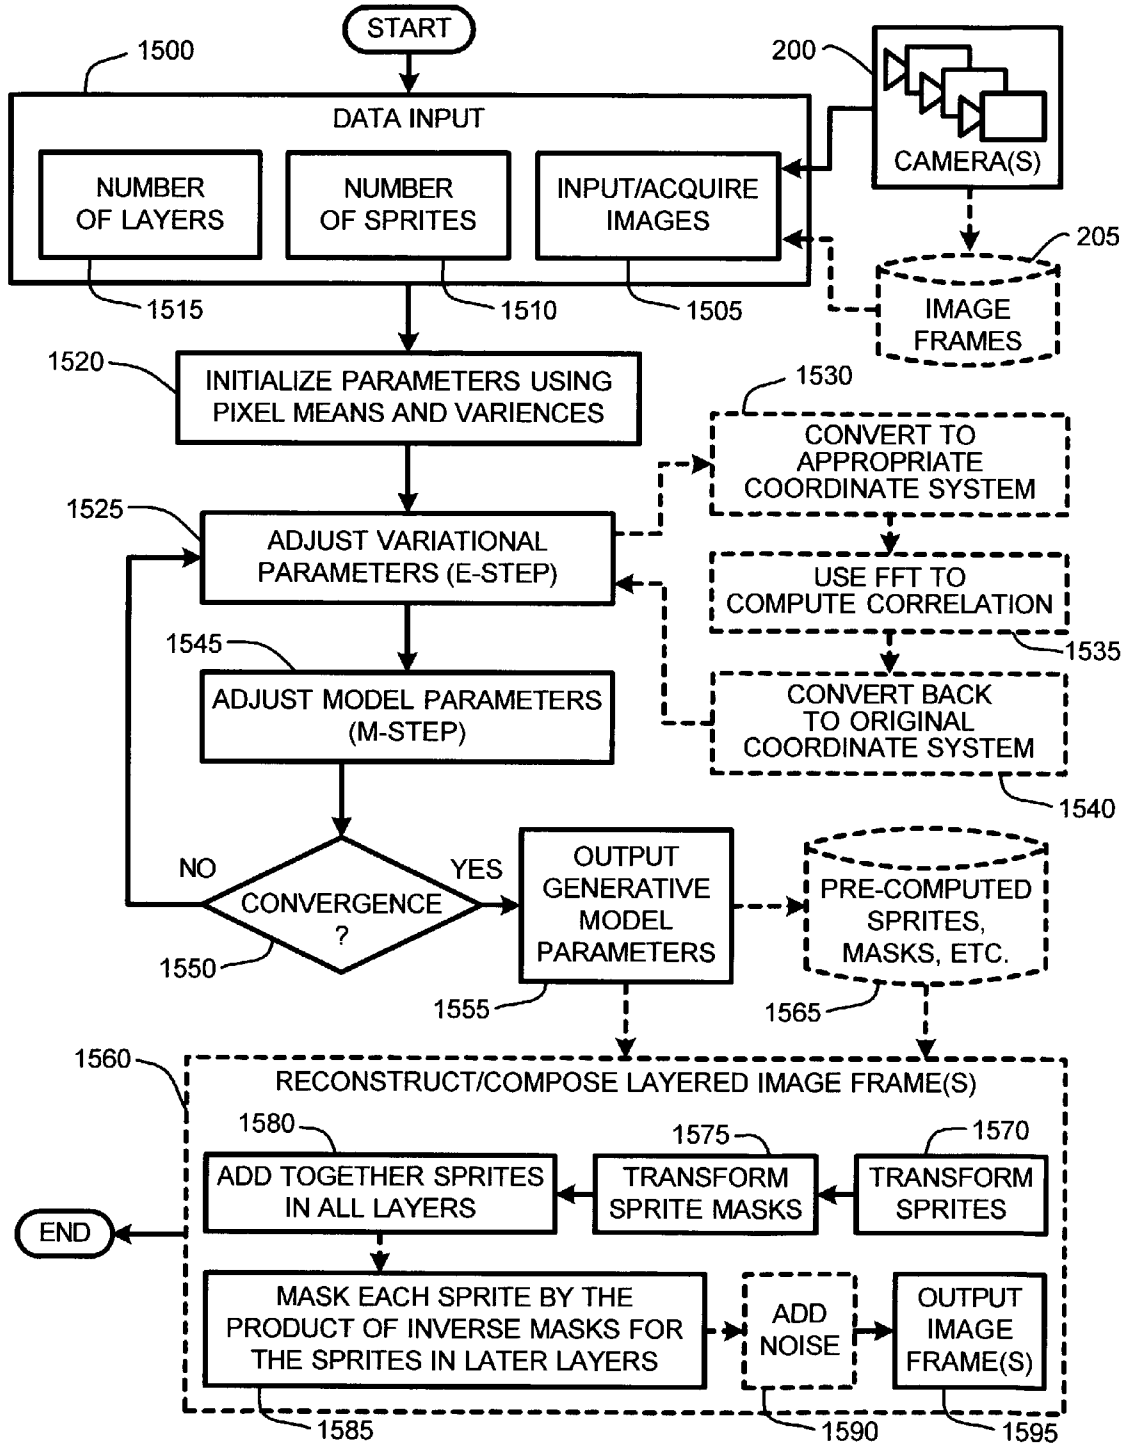 START
1500
200
DATA INPUT
CAMERA(S)
NUMBER
OF LAYERS
NUMBER
OF SPRITES
INPUT/ACQUIRE
IMAGES
205
1515
1510
1505
IMAGE
FRAMES
1520
INITIALIZE PARAMETERS USING
PIXEL MEANS AND VARIENCES
1530
CONVERT TO
APPROPRIATE
COORDINATE SYSTEM
1525
ADJUST VARIATIONAL
PARAMETERS (E-STEP)
USE FFT TO
COMPUTE CORRELATION
1535
1545
ADJUST MODEL PARAMETERS
(M-STEP)
CONVERT BACK
TO ORIGINAL
COORDINATE SYSTEM
1540
NO
YES
CONVERGENCE
?
1550
OUTPUT
GENERATIVE
MODEL
PARAMETERS
1555
PRE-COMPUTED
SPRITES,
MASKS, ETC.
1565
1560
RECONSTRUCT/COMPOSE LAYERED IMAGE FRAME(S)
1580
1575
1570
ADD TOGETHER SPRITES
IN ALL LAYERS
TRANSFORM
SPRITE MASKS
TRANSFORM
SPRITES
END
MASK EACH SPRITE BY THE
PRODUCT OF INVERSE MASKS FOR
THE SPRITES IN LATER LAYERS
ADD
NOISE
OUTPUT
IMAGE
FRAME(S)
1585
1590
1595